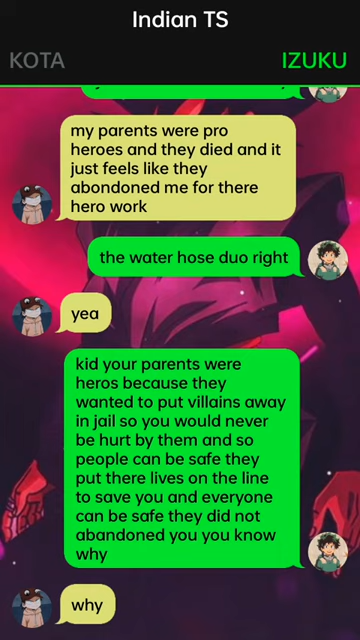 Indian TS
KOTA
IZUKU
my parents were pro
heroes and they died and it
just feels like they
abondoned me for there
hero work
the water hose duo right
yea
kid your parents were
heros because they
wanted to put villains away
in jail so you would never
be hurt by them and so
people can be safe they
put there lives on the line
to save you and everyone
can be safe they did not
abandoned you you know
why
why